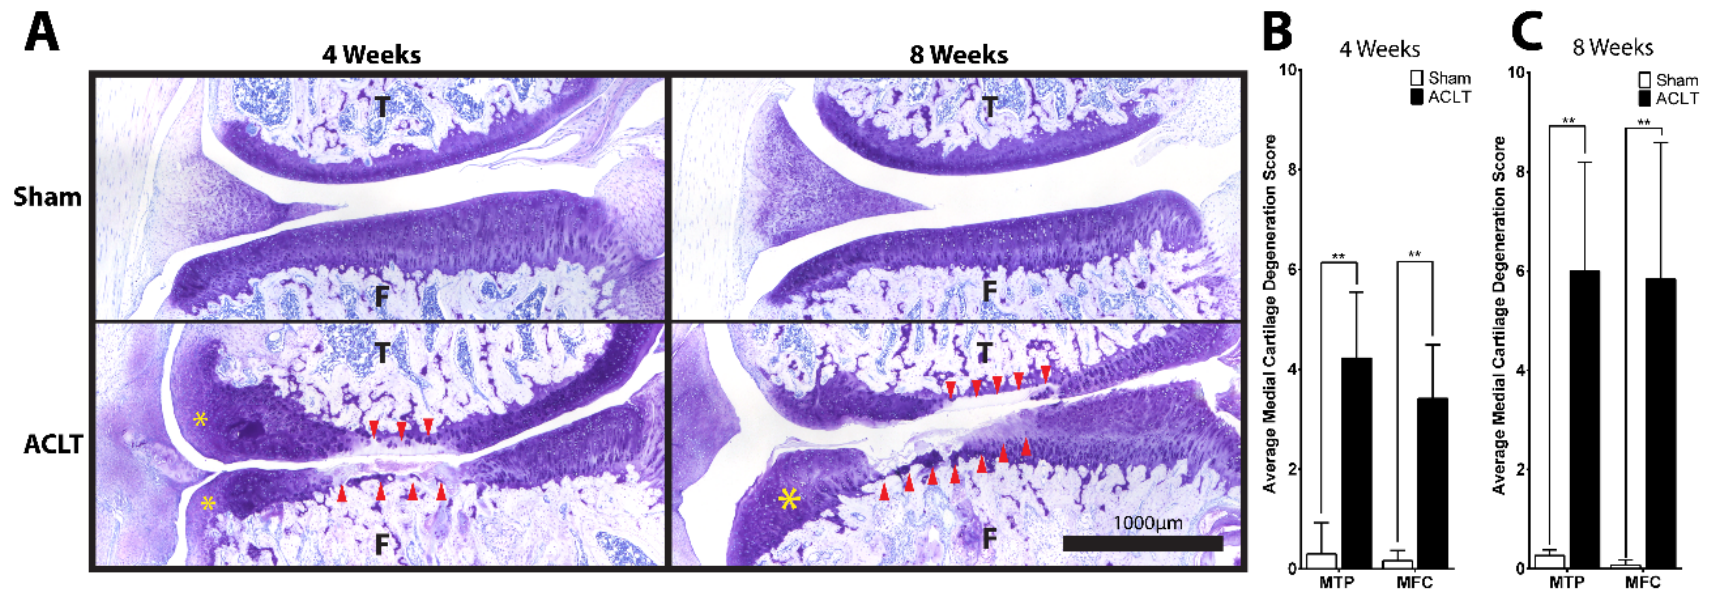 A
4 Weeks
8 Weeks
Sham
T
T
F
F
ACLT
T
T
*
*
*
F
F
1000µm
B
4 Weeks
Sham
ACLT
Average Medial Cartilage Degeneration Score
10
8
6
4
2
0
**
**
MTP
MFC
C
8 Weeks
Sham
ACLT
Average Medial Cartilage Degeneration Score
10
8
6
4
2
0
**
**
MTP
MFC